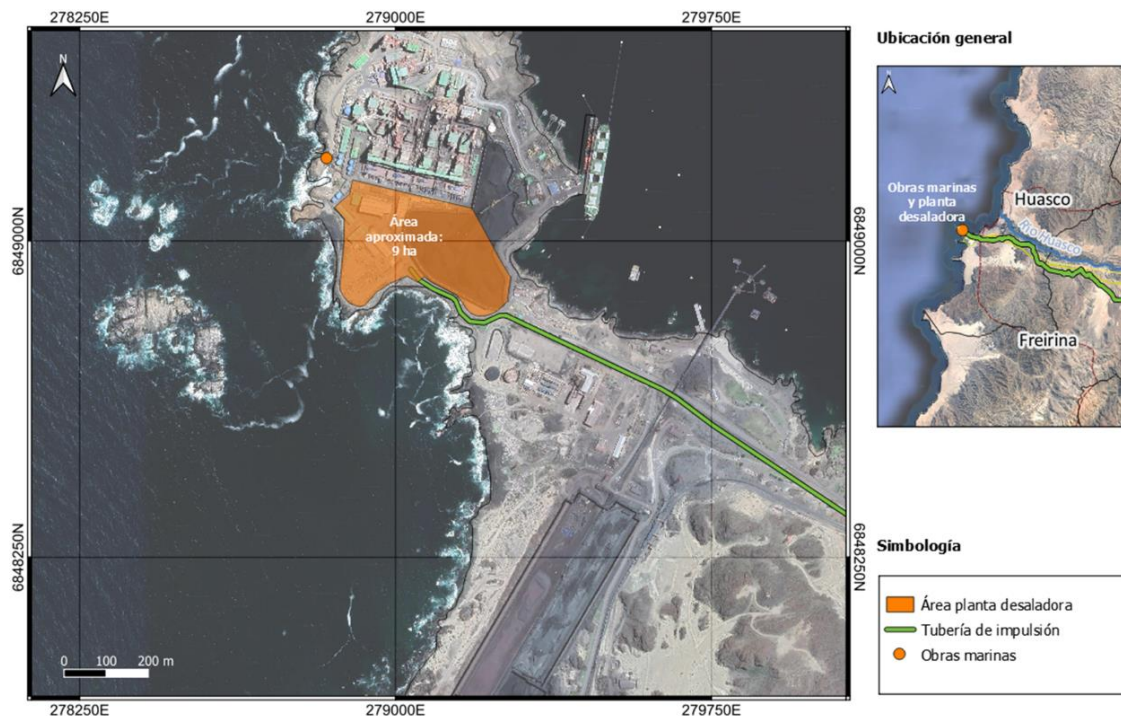 278250E
279000E
279750E
N
6849000N
6849000N
Área
aproximada:
9 ha
6848250N
6848250N
0 100 200 m
278250E
279000E
279750E
Ubicación general
N
Obras marinas
y planta
desaladora
Huasco
Río Huasco
Freirina
Simbología
Área planta desaladora
Tubería de impulsión
Obras marinas